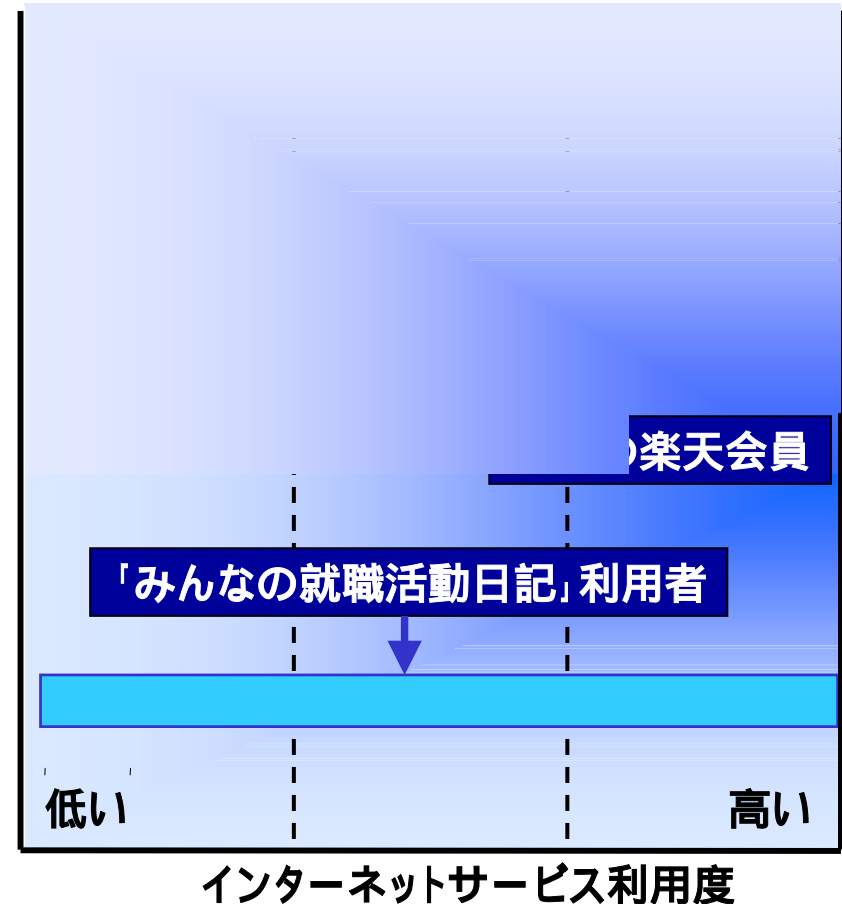 楽天会員
「みんなの就職活動日記」利用者
低い
高い
インターネットサービス利用度